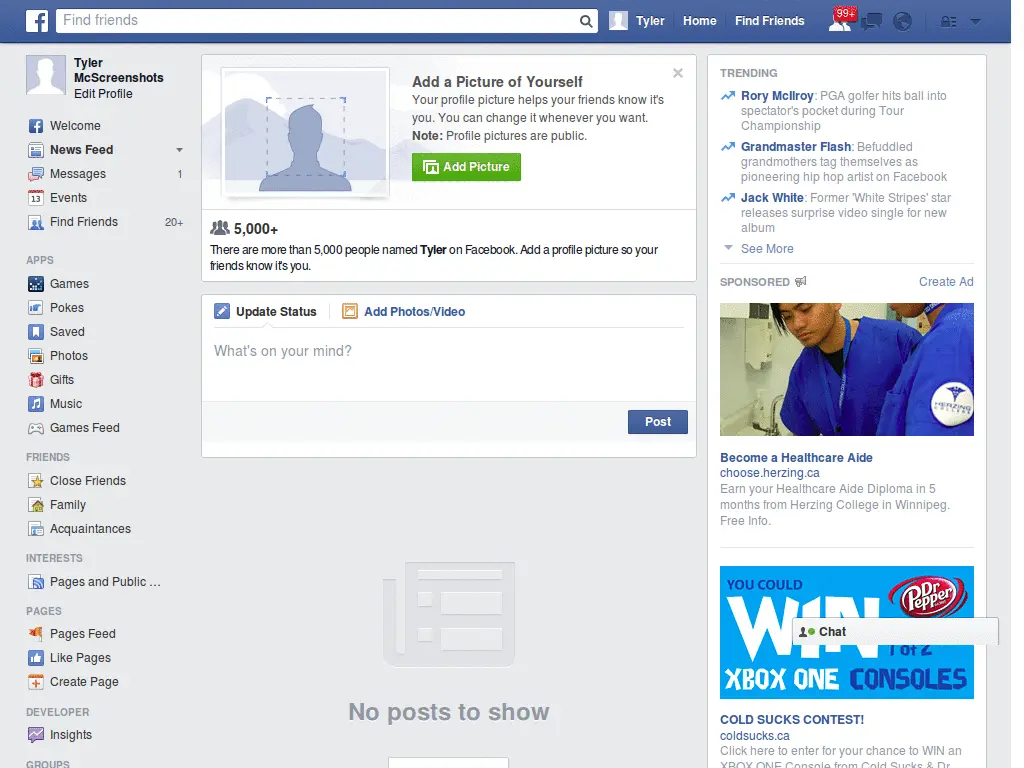 Find friends
Tyler
Home
Find Friends
99+
Tyler
McScreenshots
Edit Profile
Welcome
News Feed
Messages 1
Events
Find Friends 20+
APPS
Games
Pokes
Saved
Photos
Gifts
Music
Games Feed
FRIENDS
Close Friends
Family
Acquaintances
INTERESTS
Pages and Public ...
PAGES
Pages Feed
Like Pages
Create Page
DEVELOPER
Insights
GROUPS
Add a Picture of Yourself
Your profile picture helps your friends know it's
you. You can change it whenever you want.
Note: Profile pictures are public.
Add Picture
5,000+
There are more than 5,000 people named Tyler on Facebook. Add a profile picture so your
friends know it's you.
Update Status
Add Photos/Video
What's on your mind?
Post
No posts to show
TRENDING
Rory McIlroy: PGA golfer hits ball into
spectator's pocket during Tour
Championship
Grandmaster Flash: Befuddled
grandmothers tag themselves as
pioneering hip hop artist on Facebook
Jack White: Former 'White Stripes' star
releases surprise video single for new
album
See More
SPONSORED
Create Ad
HERZING
COLLEGE
Become a Healthcare Aide
choose.herzing.ca
Earn your Healthcare Aide Diploma in 5
months from Herzing College in Winnipeg.
Free Info.
YOU COULD
Dr Pepper
WIN
1 of 2
XBOX ONE CONSOLES
Chat
COLD SUCKS CONTEST!
coldsucks.ca
Click here to enter for your chance to WIN an
XBOX ONE Console from Cold Sucks & Dr